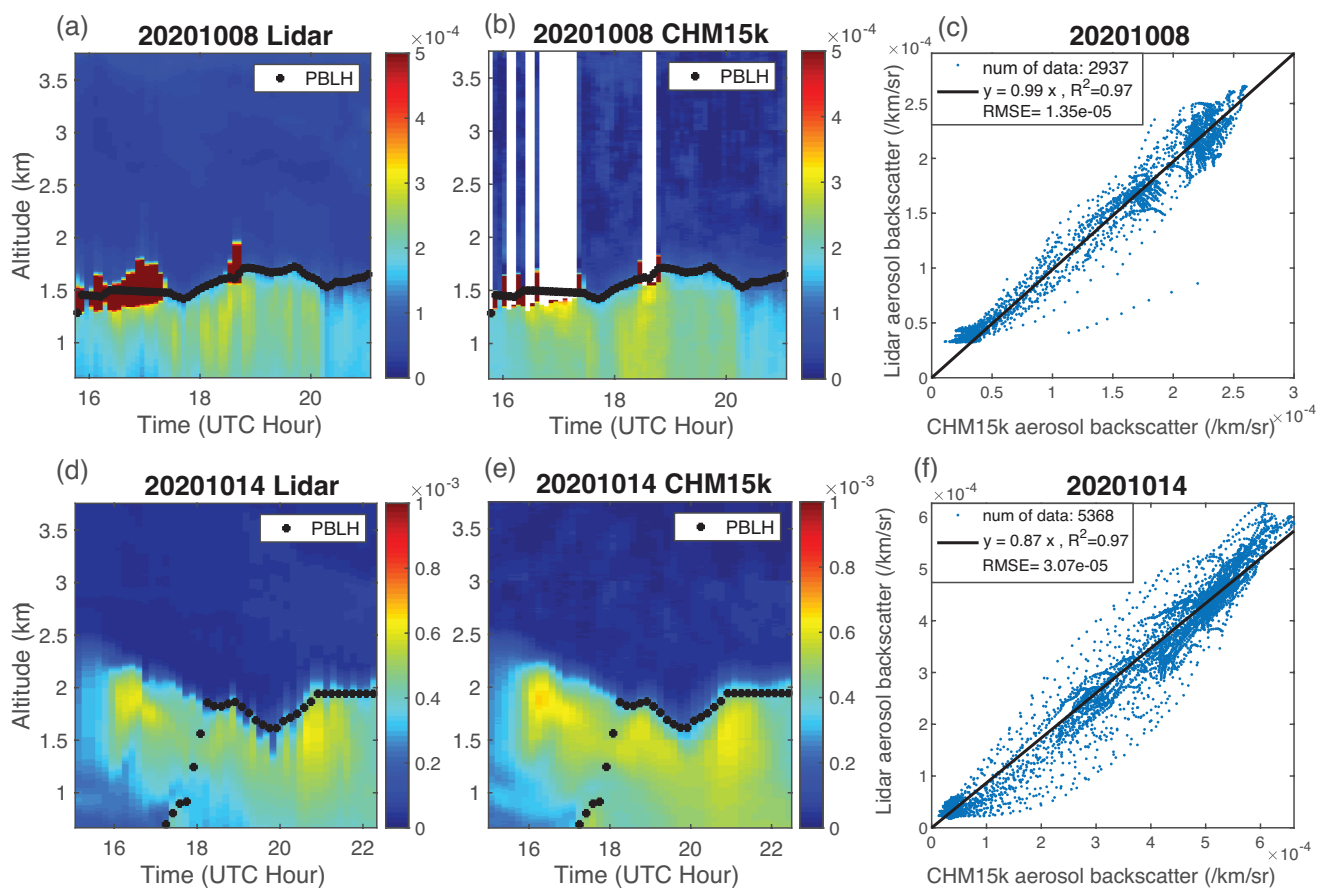 (a)
20201008 Lidar
×10⁻⁴
PBLH
3.5
3
2.5
2
1.5
1
Altitude (km)
16 18 20
Time (UTC Hour)
5
4
3
2
1
0
(b)
20201008 CHM15k
×10⁻⁴
PBLH
3.5
3
2.5
2
1.5
1
16 18 20
Time (UTC Hour)
5
4
3
2
1
0
(c)
20201008
×10⁻⁴
num of data: 2937
y = 0.99 x , R²=0.97
RMSE= 1.35e-05
2.5
2
1.5
1
0.5
0
Lidar aerosol backscatter (/km/sr)
0 0.5 1 1.5 2 2.5 3
CHM15k aerosol backscatter (/km/sr)
×10⁻⁴
(d)
20201014 Lidar
×10⁻³
PBLH
3.5
3
2.5
2
1.5
1
Altitude (km)
16 18 20 22
Time (UTC Hour)
1
0.8
0.6
0.4
0.2
0
(e)
20201014 CHM15k
×10⁻³
PBLH
3.5
3
2.5
2
1.5
1
16 18 20 22
Time (UTC Hour)
1
0.8
0.6
0.4
0.2
0
(f)
20201014
×10⁻⁴
num of data: 5368
y = 0.87 x , R²=0.97
RMSE= 3.07e-05
6
5
4
3
2
1
0
Lidar aerosol backscatter (/km/sr)
0 1 2 3 4 5 6
×10⁻⁴
CHM15k aerosol backscatter (/km/sr)